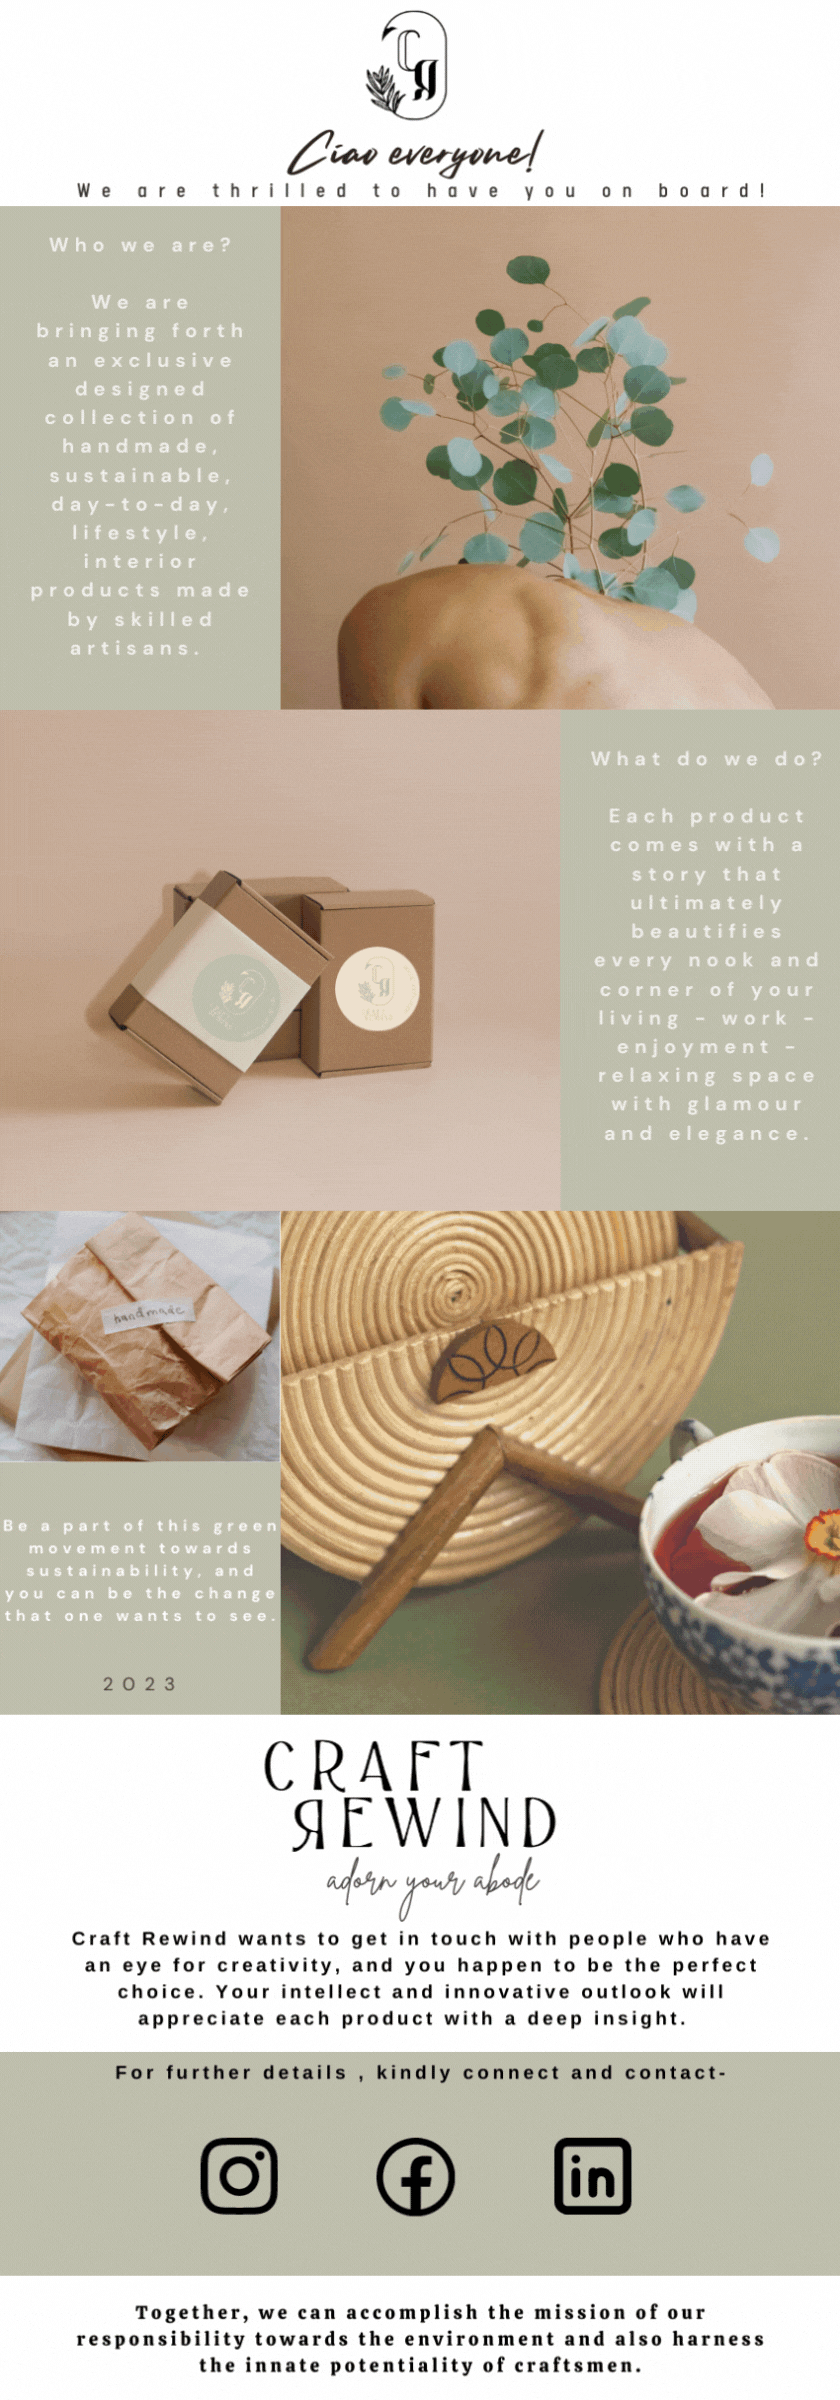 CR
Ciao everyone!
We are thrilled to have you on board!
Who we are?
We are
bringing forth
an exclusive
designed
collection of
handmade,
sustainable,
day-to-day,
lifestyle,
interior
products made
by skilled
artisans.
What do we do?
Each product
comes with a
story that
ultimately
beautifies
every nook and
corner of your
living - work -
enjoyment -
relaxing space
with glamour
and elegance.
handmade
Be a part of this green
movement towards
sustainability, and
you can be the change
that one wants to see.
2023
CRAFT
REWIND
adorn your abode
Craft Rewind wants to get in touch with people who have
an eye for creativity, and you happen to be the perfect
choice. Your intellect and innovative outlook will
appreciate each product with a deep insight.
For further details , kindly connect and contact-
in
Together, we can accomplish the mission of our
responsibility towards the environment and also harness
the innate potentiality of craftsmen.